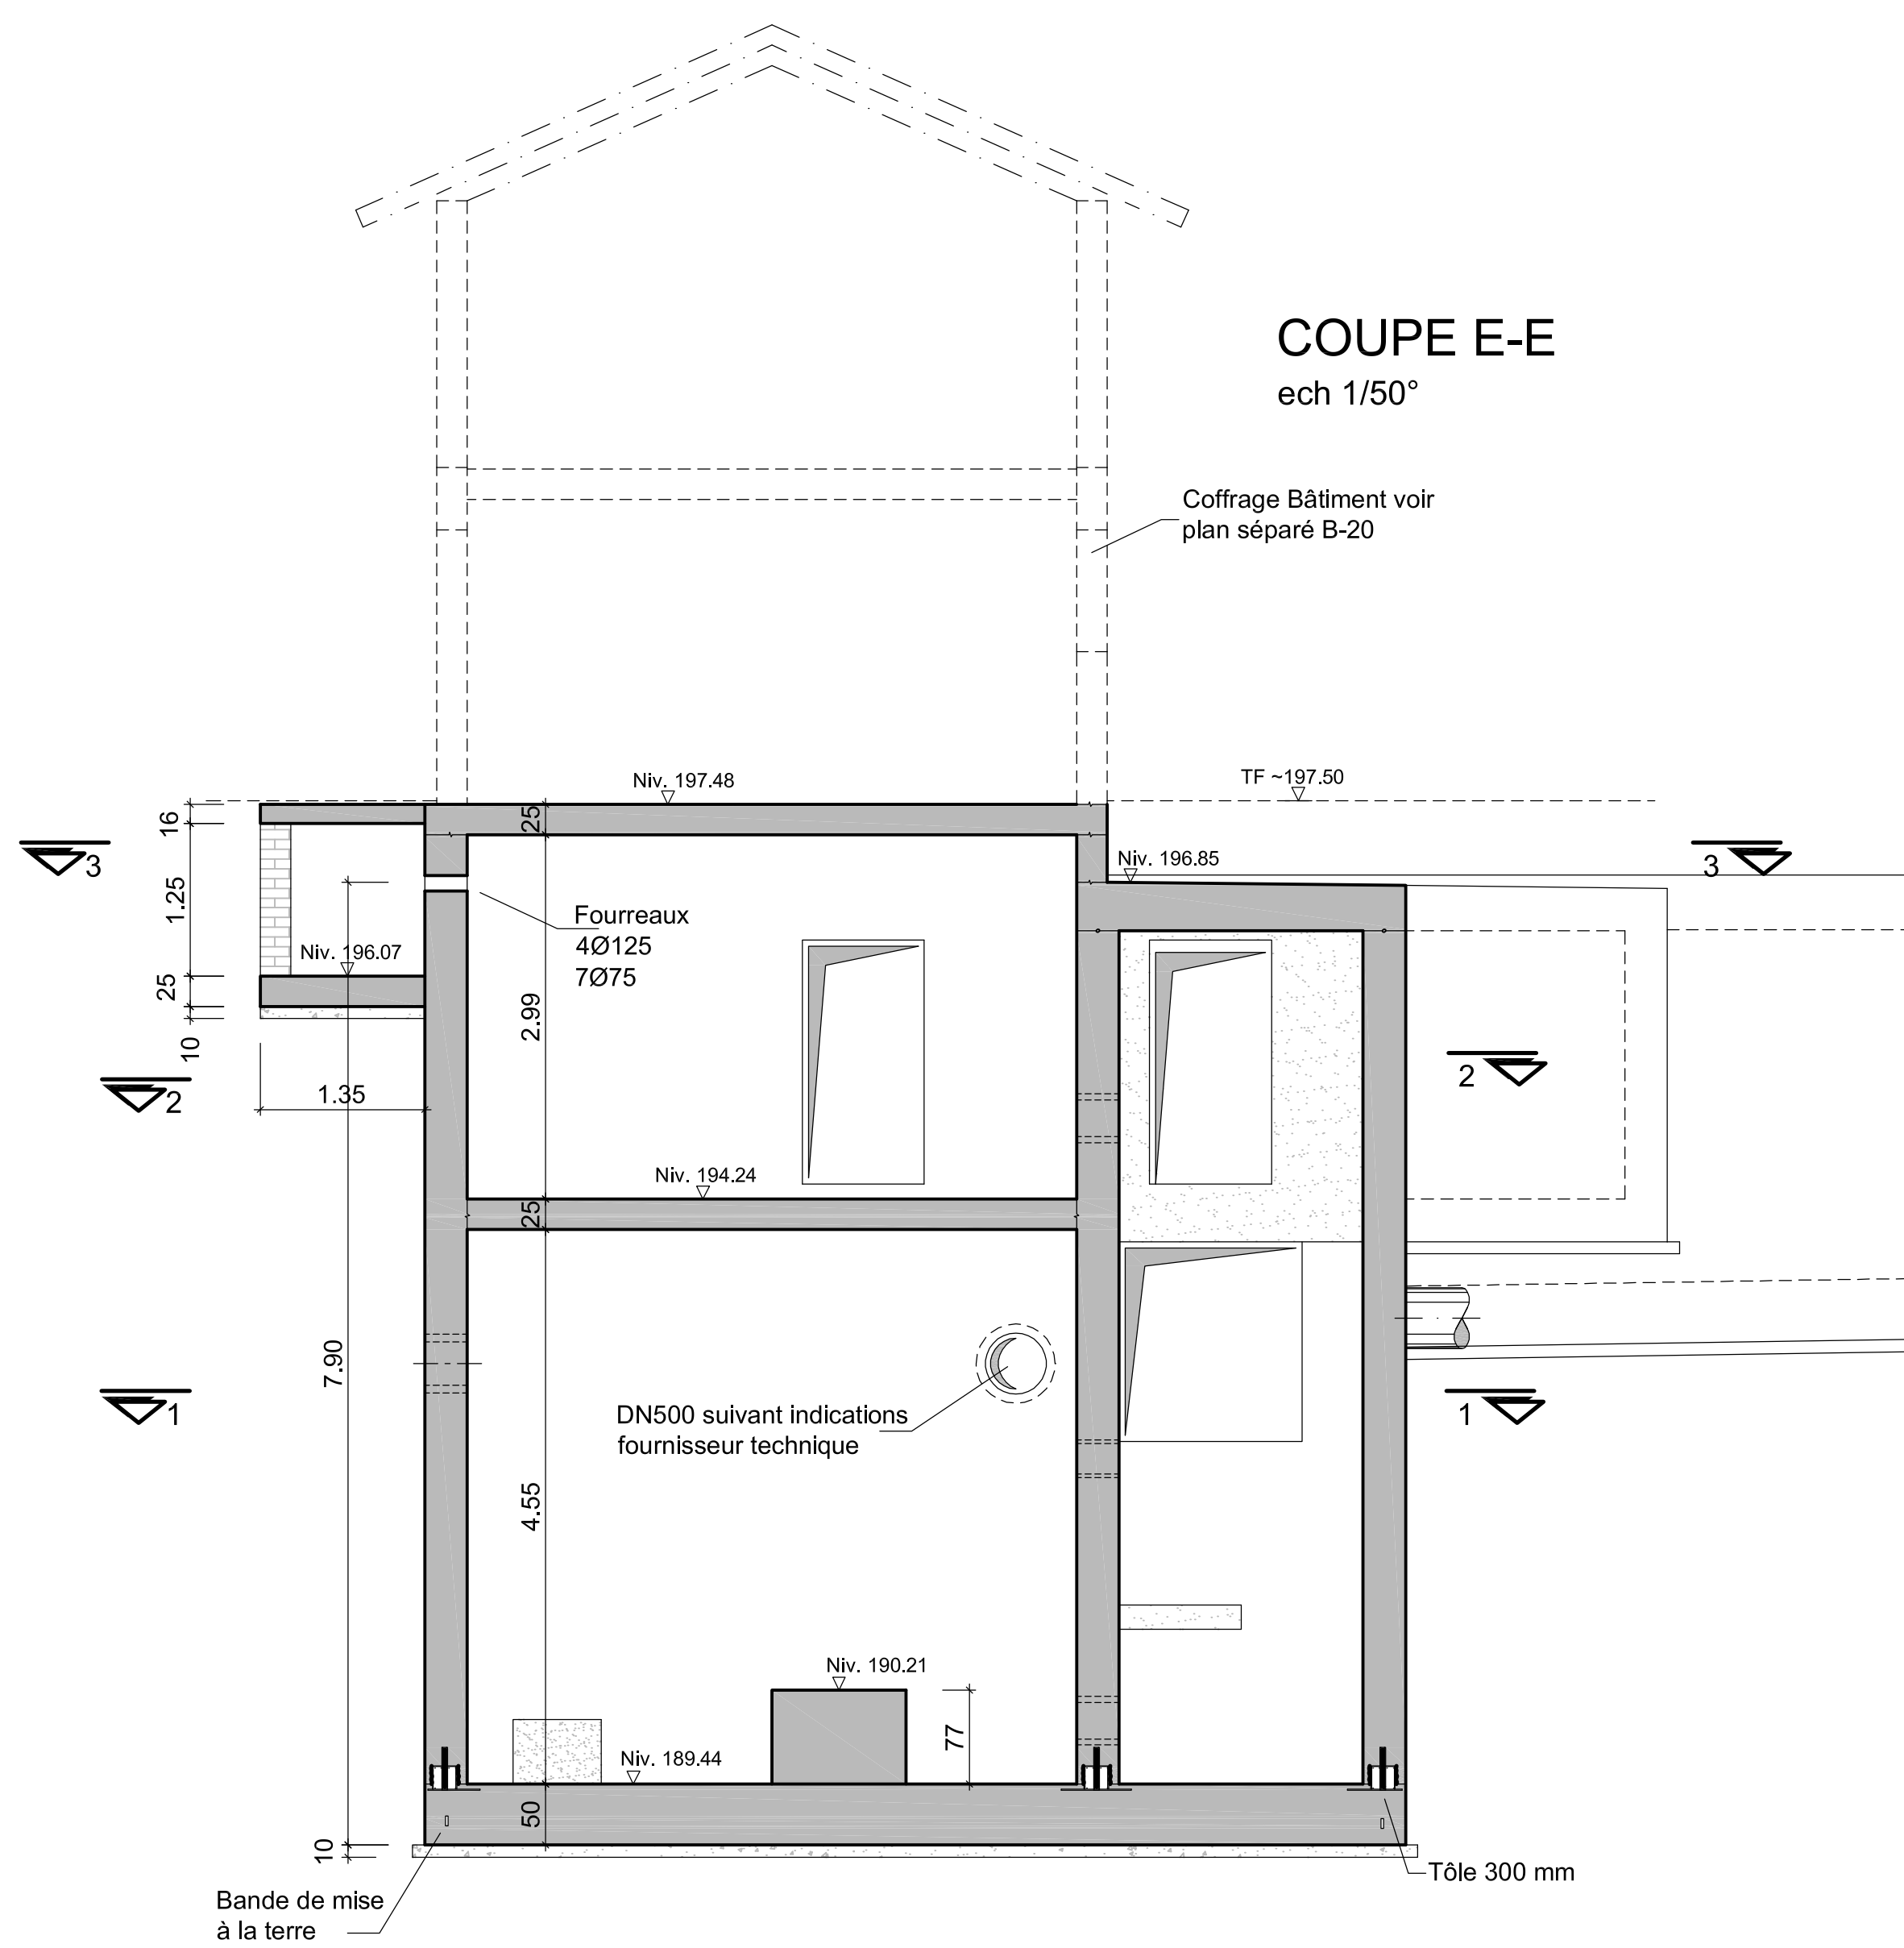 COUPE E-E
ech 1/50°
Coffrage Bâtiment voir
plan séparé B-20
Niv. 197.48
TF ~197.50
16
25
3
3
Niv. 196.85
1.25
Fourreaux
4Ø125
7Ø75
Niv. 196.07
25
2.99
10
2
2
1.35
Niv. 194.24
25
7.90
1
1
DN500 suivant indications
fournisseur technique
4.55
Niv. 190.21
77
Niv. 189.44
50
10
Tôle 300 mm
Bande de mise
à la terre